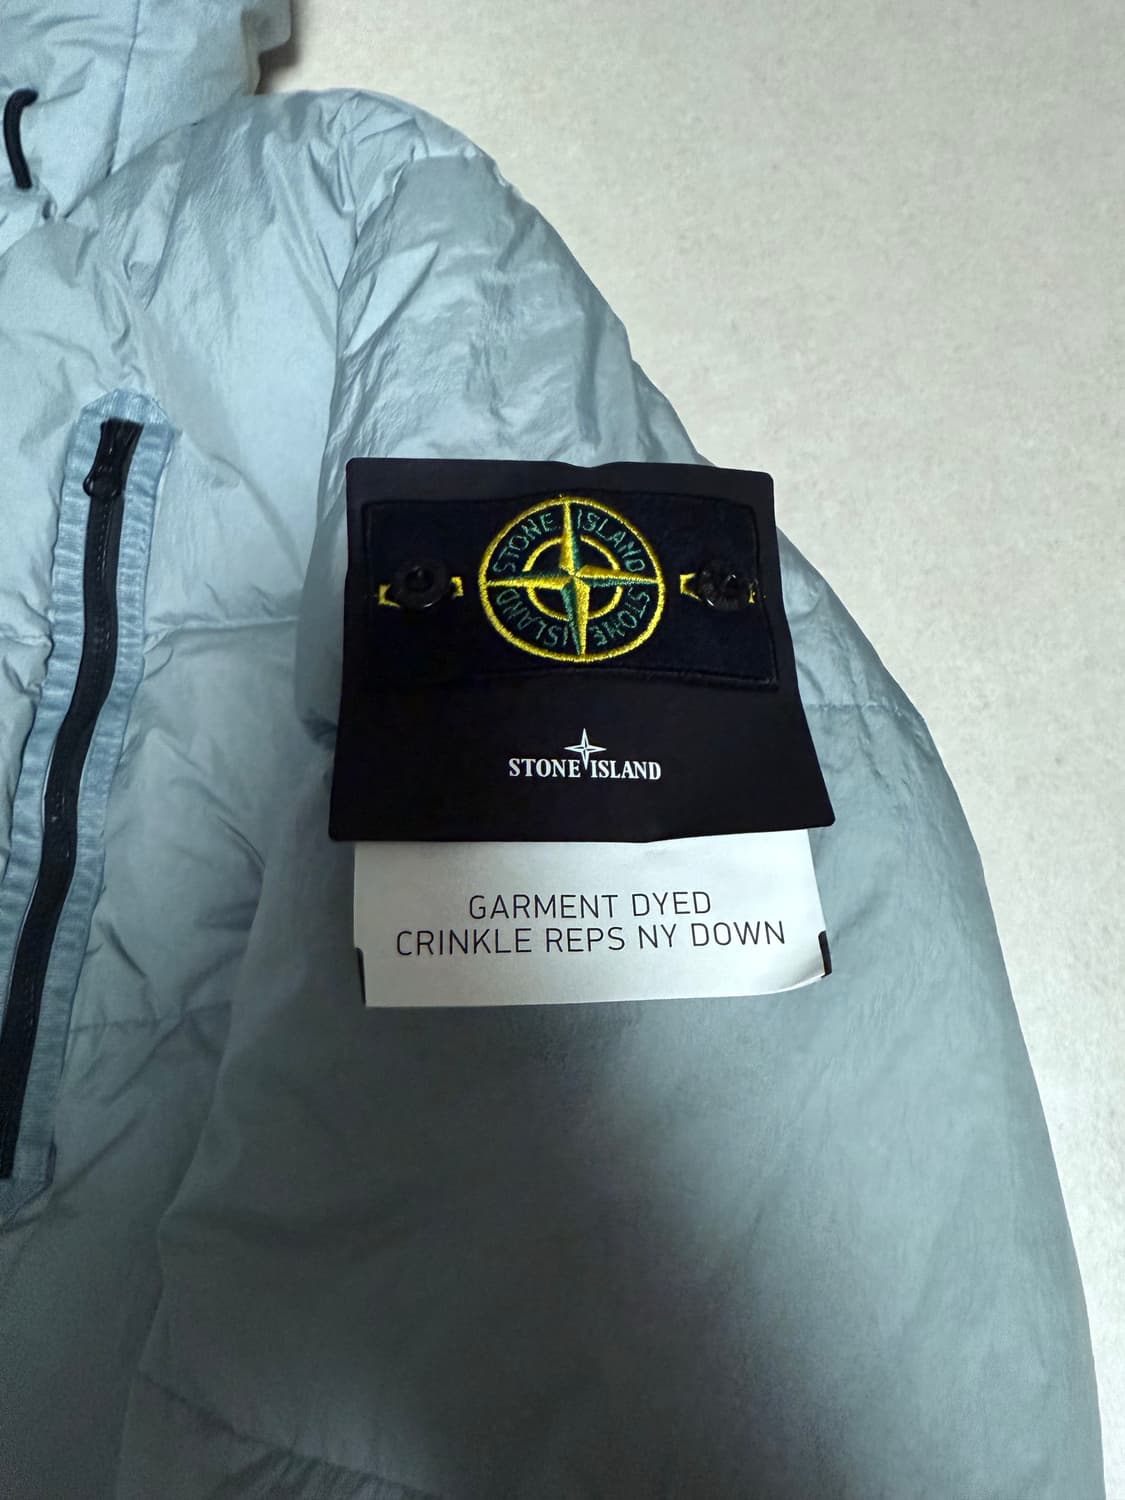 STONE ISLAND
STONE ISLAND
STONE ISLAND
GARMENT DYED
CRINKLE REPS NY DOWN